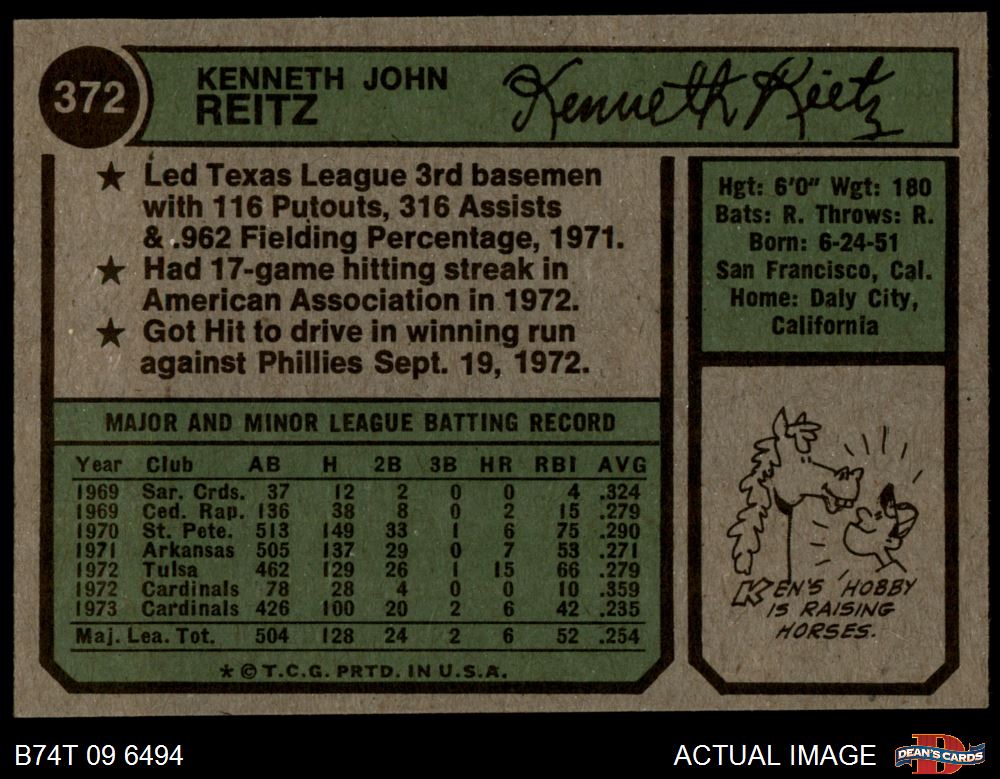 372
KENNETH JOHN
REITZ
Kenneth Reitz
★ Led Texas League 3rd basemen
with 116 Putouts, 316 Assists
& .962 Fielding Percentage, 1971.
★ Had 17-game hitting streak in
American Association in 1972.
★ Got Hit to drive in winning run
against Phillies Sept. 19, 1972.
Hgt: 6'0" Wgt: 180
Bats: R. Throws: R.
Born: 6-24-51
San Francisco, Cal.
Home: Daly City,
California
MAJOR AND MINOR LEAGUE BATTING RECORD
Year Club AB H 2B 3B HR RBI AVG
1969 Sar. Crds. 37 12 2 0 0 4 .324
1969 Ced. Rap. 136 38 8 0 2 15 .279
1970 St. Pete. 513 149 33 1 6 75 .290
1971 Arkansas 505 137 29 0 7 53 .271
1972 Tulsa 462 129 26 1 15 66 .279
1972 Cardinals 78 28 4 0 0 10 .359
1973 Cardinals 426 100 20 2 6 42 .235
Maj. Lea. Tot. 504 128 24 2 6 52 .254
★ © T.C.G. PRTD. IN U.S.A.
KEN'S HOBBY
IS RAISING
HORSES.
B74T 09 6494
ACTUAL IMAGE
DEAN'S CARDS